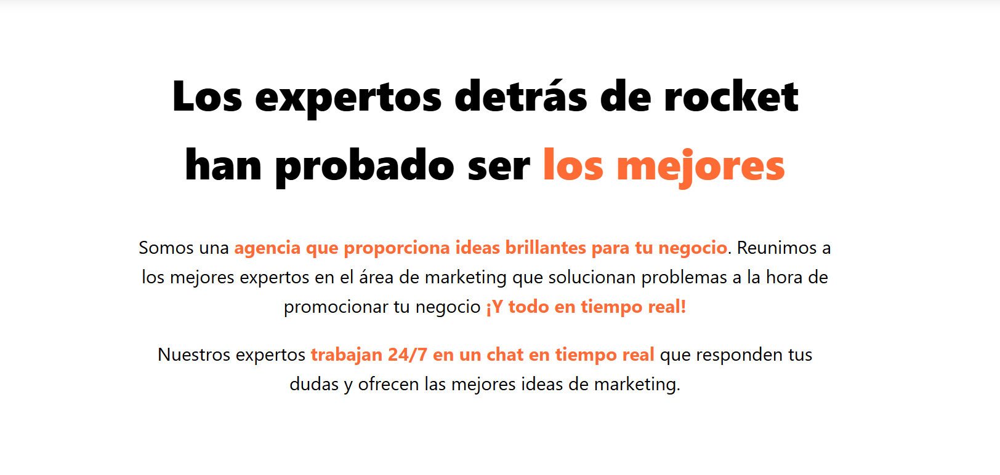 Los expertos detrás de rocket
han probado ser los mejores
Somos una agencia que proporciona ideas brillantes para tu negocio. Reunimos a
los mejores expertos en el área de marketing que solucionan problemas a la hora de
promocionar tu negocio ¡Y todo en tiempo real!
Nuestros expertos trabajan 24/7 en un chat en tiempo real que responden tus
dudas y ofrecen las mejores ideas de marketing.